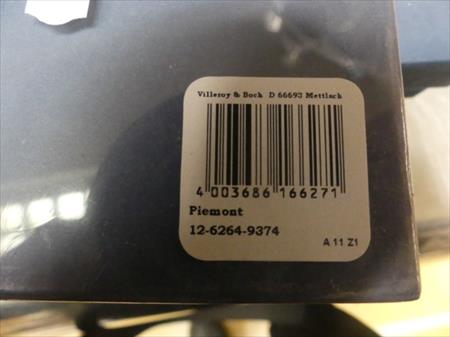 Villeroy & Boch D 66693 Mettlach
4 003686 166271
Piemont
12-6264-9374
A 11 Z1